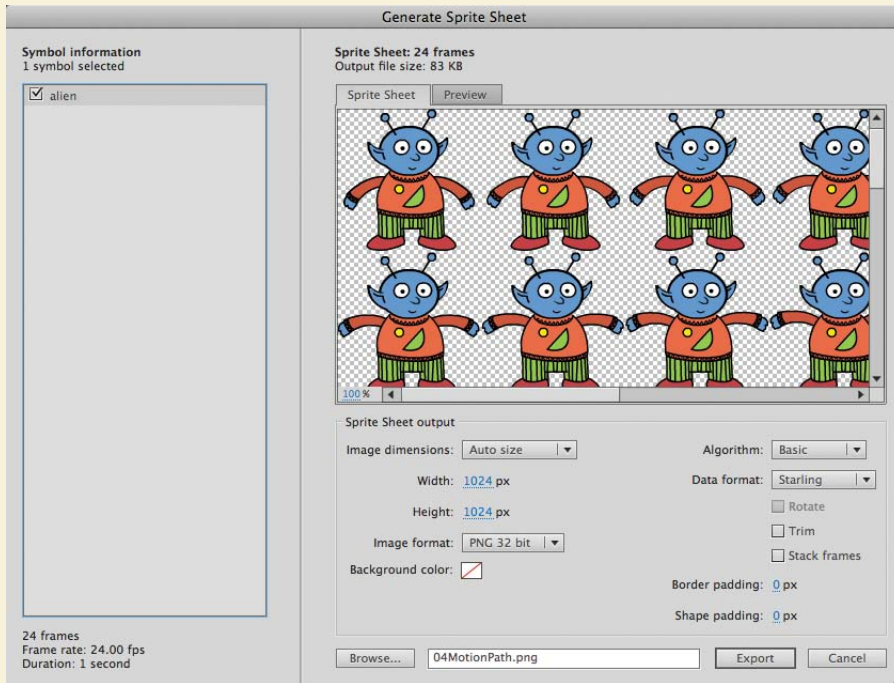 Generate Sprite Sheet
Symbol information
1 symbol selected
alien
24 frames
Frame rate: 24.00 fps
Duration: 1 second
Sprite Sheet: 24 frames
Output file size: 83 KB
Sprite Sheet
Preview
100 %
Sprite Sheet output
Image dimensions: Auto size
Width: 1024 px
Height: 1024 px
Image format: PNG 32 bit
Background color:
Algorithm: Basic
Data format: Starling
Rotate
Trim
Stack frames
Border padding: 0 px
Shape padding: 0 px
Browse... 04MotionPath.png Export Cancel